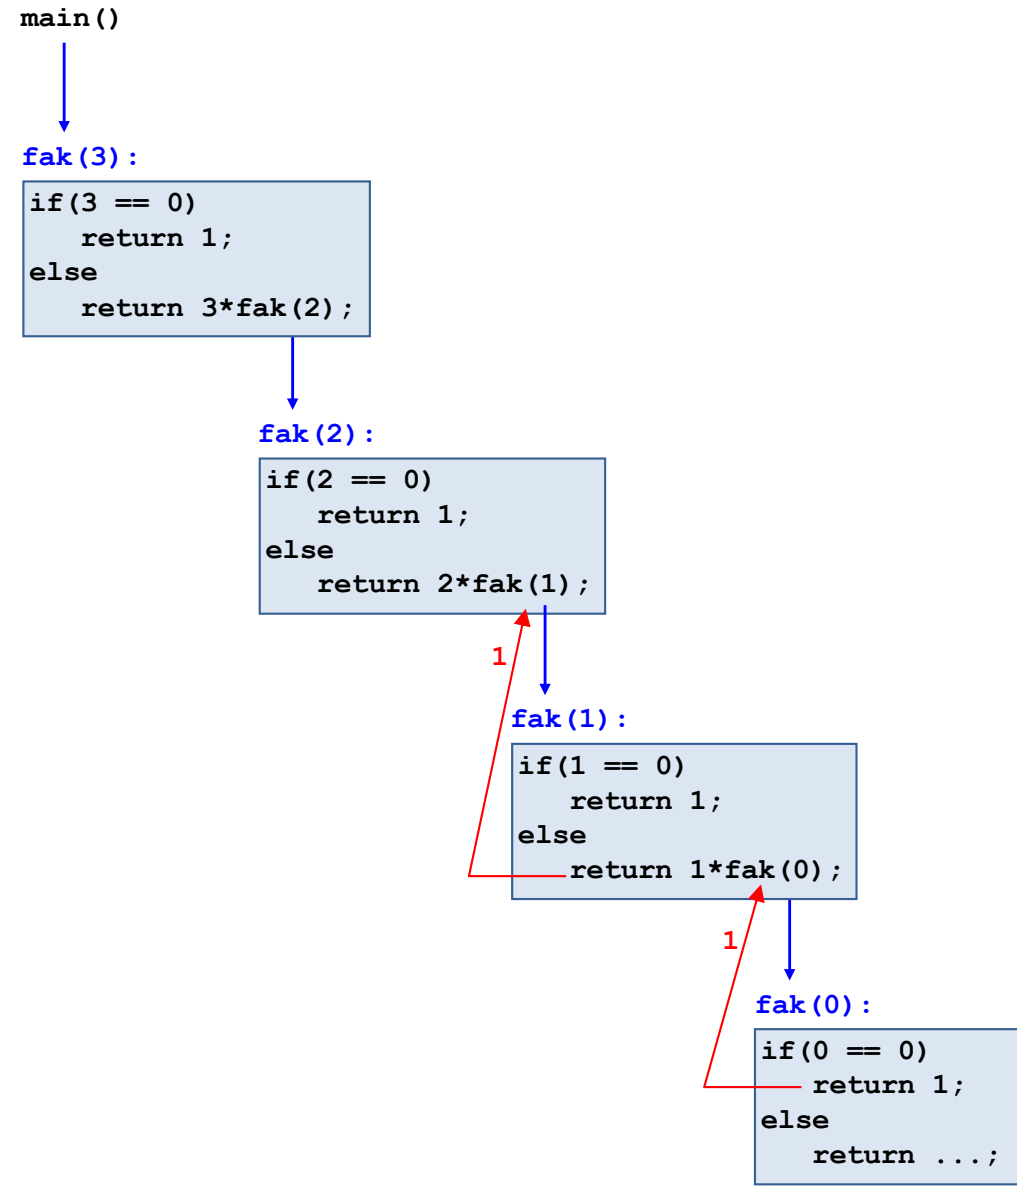 main()
fak(3):
if(3 == 0)
return 1;
else
return 3*fak(2);
fak(2):
if(2 == 0)
return 1;
else
return 2*fak(1);
1
fak(1):
if(1 == 0)
return 1;
else
return 1*fak(0);
1
fak(0):
if(0 == 0)
return 1;
else
return ...;